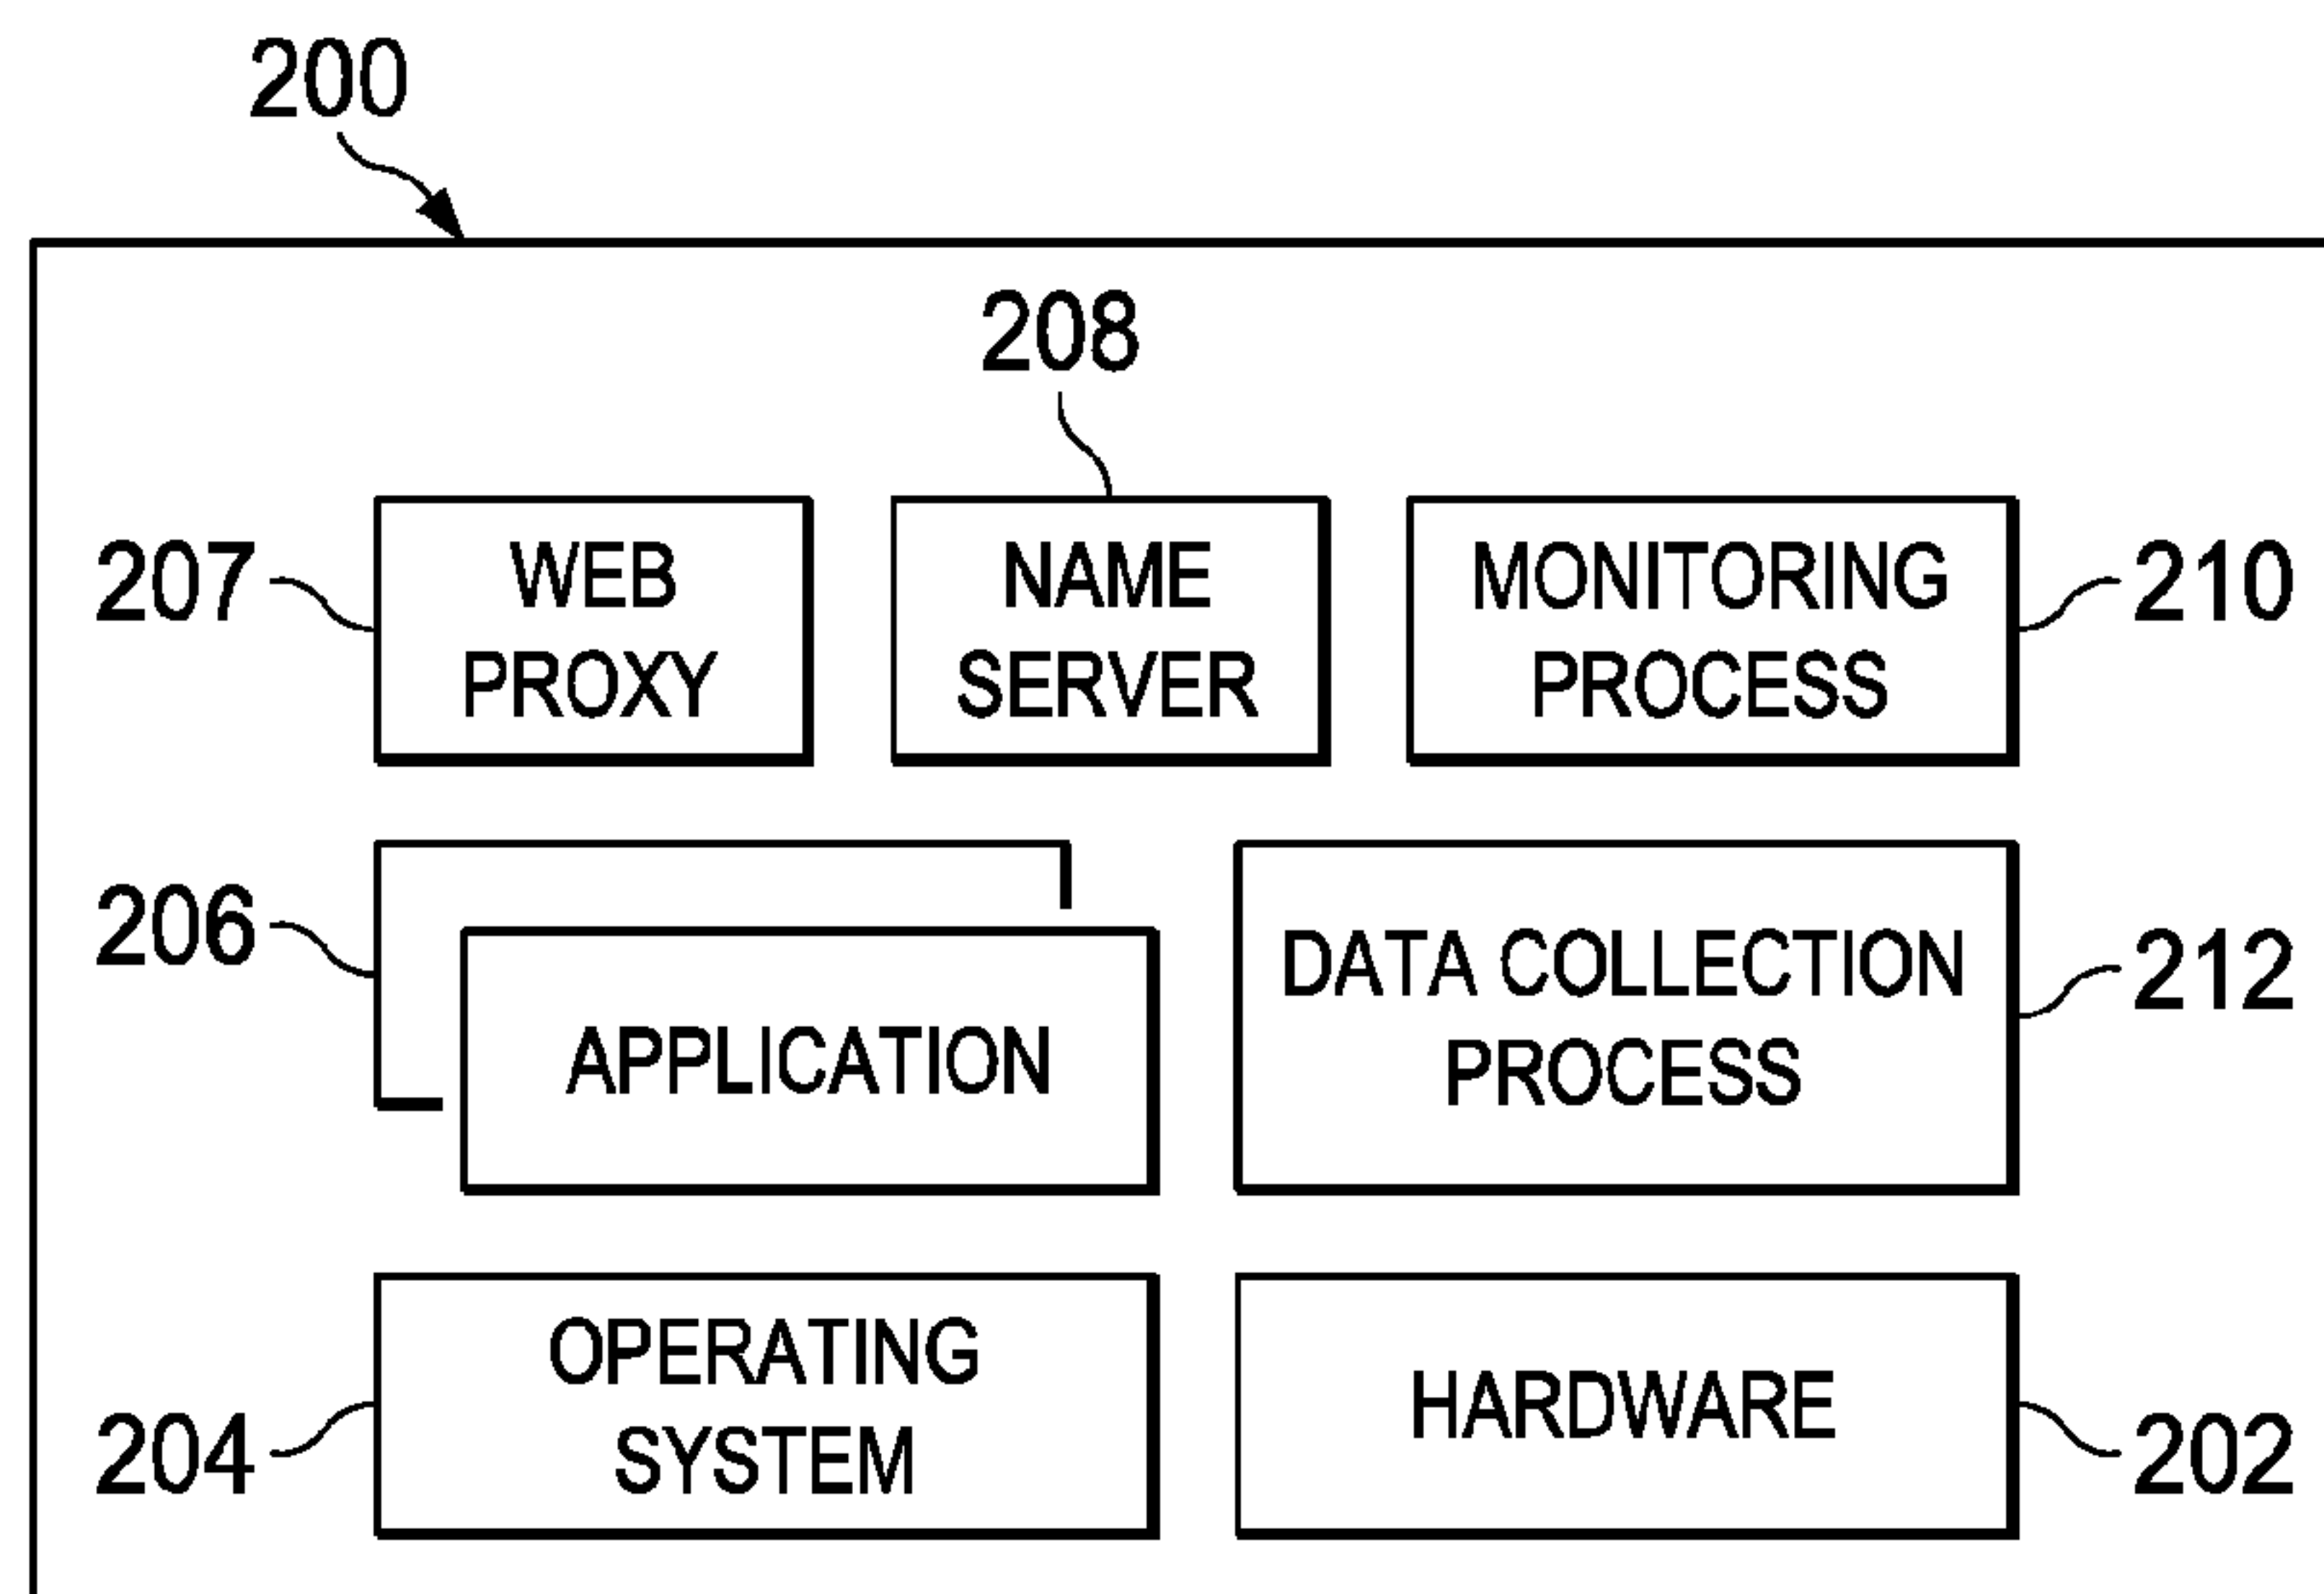 200
208
207
WEB
PROXY
NAME
SERVER
MONITORING
PROCESS
210
206
APPLICATION
DATA COLLECTION
PROCESS
212
204
OPERATING
SYSTEM
HARDWARE
202